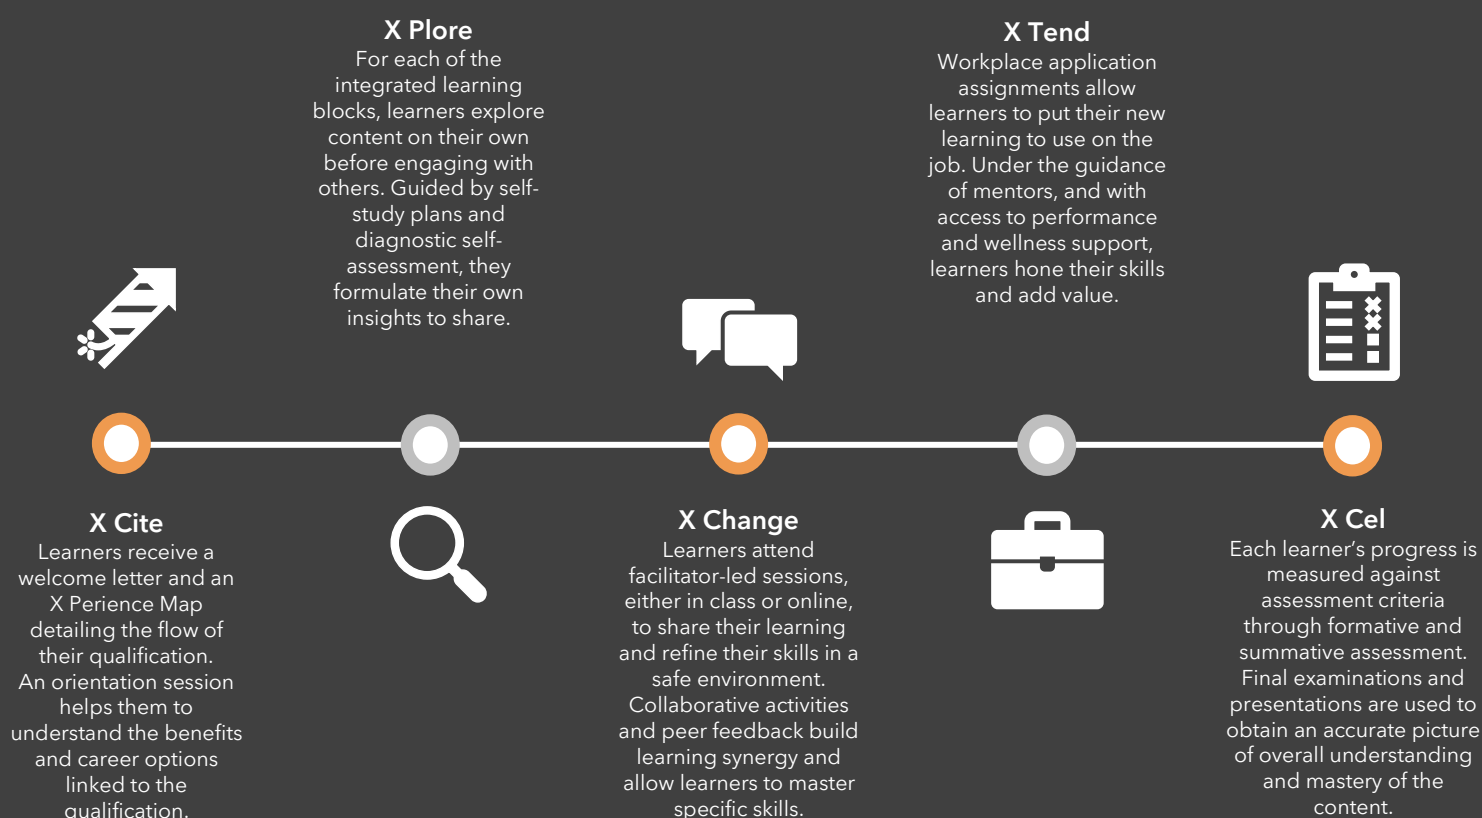 X Plore
For each of the
integrated learning
blocks, learners explore
content on their own
before engaging with
others. Guided by self-
study plans and
diagnostic self-
assessment, they
formulate their own
insights to share.
X Tend
Workplace application
assignments allow
learners to put their new
learning to use on the
job. Under the guidance
of mentors, and with
access to performance
and wellness support,
learners hone their skills
and add value.
X Cite
Learners receive a
welcome letter and an
X Perience Map
detailing the flow of
their qualification.
An orientation session
helps them to
understand the benefits
and career options
linked to the
qualification.
X Change
Learners attend
facilitator-led sessions,
either in class or online,
to share their learning
and refine their skills in a
safe environment.
Collaborative activities
and peer feedback build
learning synergy and
allow learners to master
specific skills.
X Cel
Each learner’s progress is
measured against
assessment criteria
through formative and
summative assessment.
Final examinations and
presentations are used to
obtain an accurate picture
of overall understanding
and mastery of the
content.